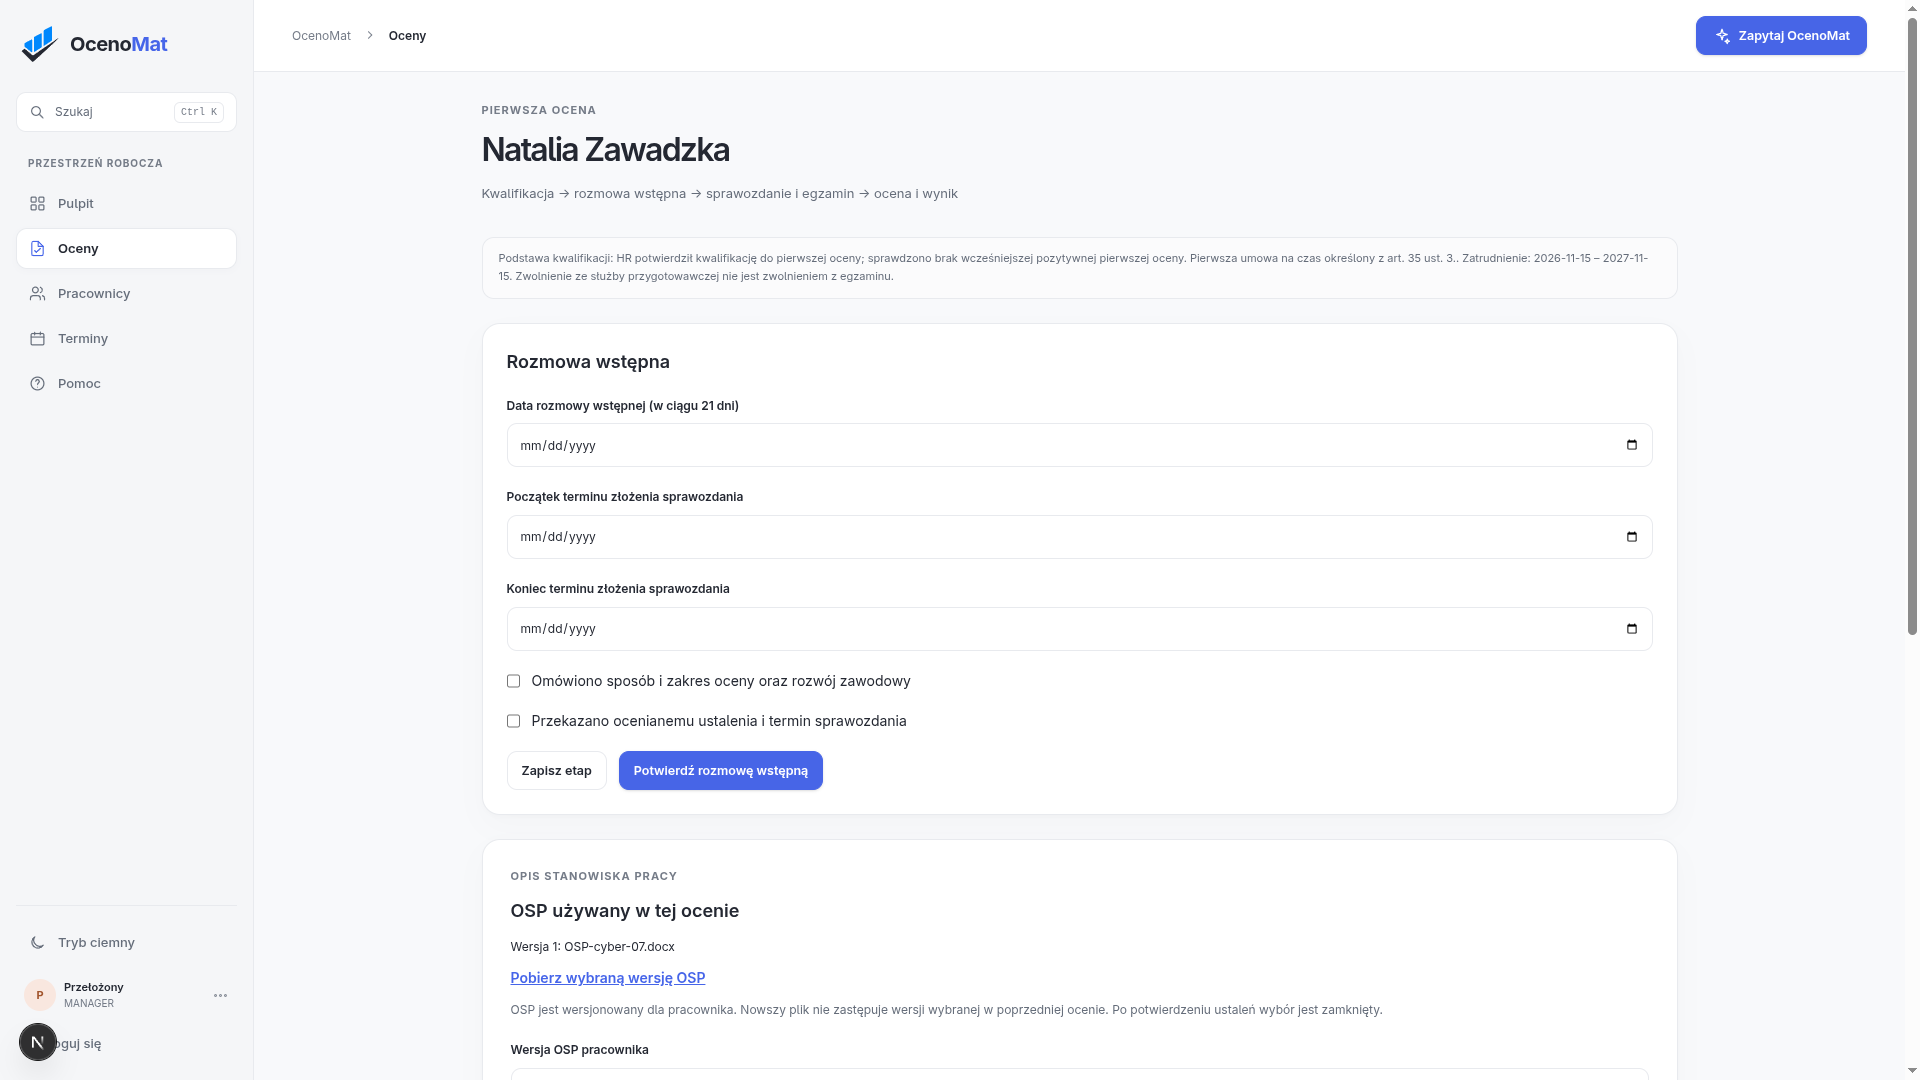 OcenoMat
OcenoMat
Oceny
Zapytaj OcenoMat
Szukaj
Ctrl K
PRZESTRZEŃ ROBOCZA
Pulpit
Oceny
Pracownicy
Terminy
Pomoc
PIERWSZA OCENA
Natalia Zawadzka
Kwalifikacja → rozmowa wstępna → sprawozdanie i egzamin → ocena i wynik
Podstawa kwalifikacji: HR potwierdził kwalifikację do pierwszej oceny; sprawdzono brak wcześniejszej pozytywnej pierwszej oceny. Pierwsza umowa na czas określony z art. 35 ust. 3.. Zatrudnienie: 2026-11-15 – 2027-11-
15. Zwolnienie ze służby przygotowawczej nie jest zwolnieniem z egzaminu.
Rozmowa wstępna
Data rozmowy wstępnej (w ciągu 21 dni)
mm/dd/yyyy
Początek terminu złożenia sprawozdania
mm/dd/yyyy
Koniec terminu złożenia sprawozdania
mm/dd/yyyy
Omówiono sposób i zakres oceny oraz rozwój zawodowy
Przekazano ocenianemu ustalenia i termin sprawozdania
Zapisz etap
Potwierdź rozmowę wstępną
OPIS STANOWISKA PRACY
OSP używany w tej ocenie
Wersja 1: OSP-cyber-07.docx
Pobierz wybraną wersję OSP
OSP jest wersjonowany dla pracownika. Nowszy plik nie zastępuje wersji wybranej w poprzedniej ocenie. Po potwierdzeniu ustaleń wybór jest zamknięty.
Wersja OSP pracownika
Tryb ciemny
P
Przełożony
MANAGER
N
oguj się